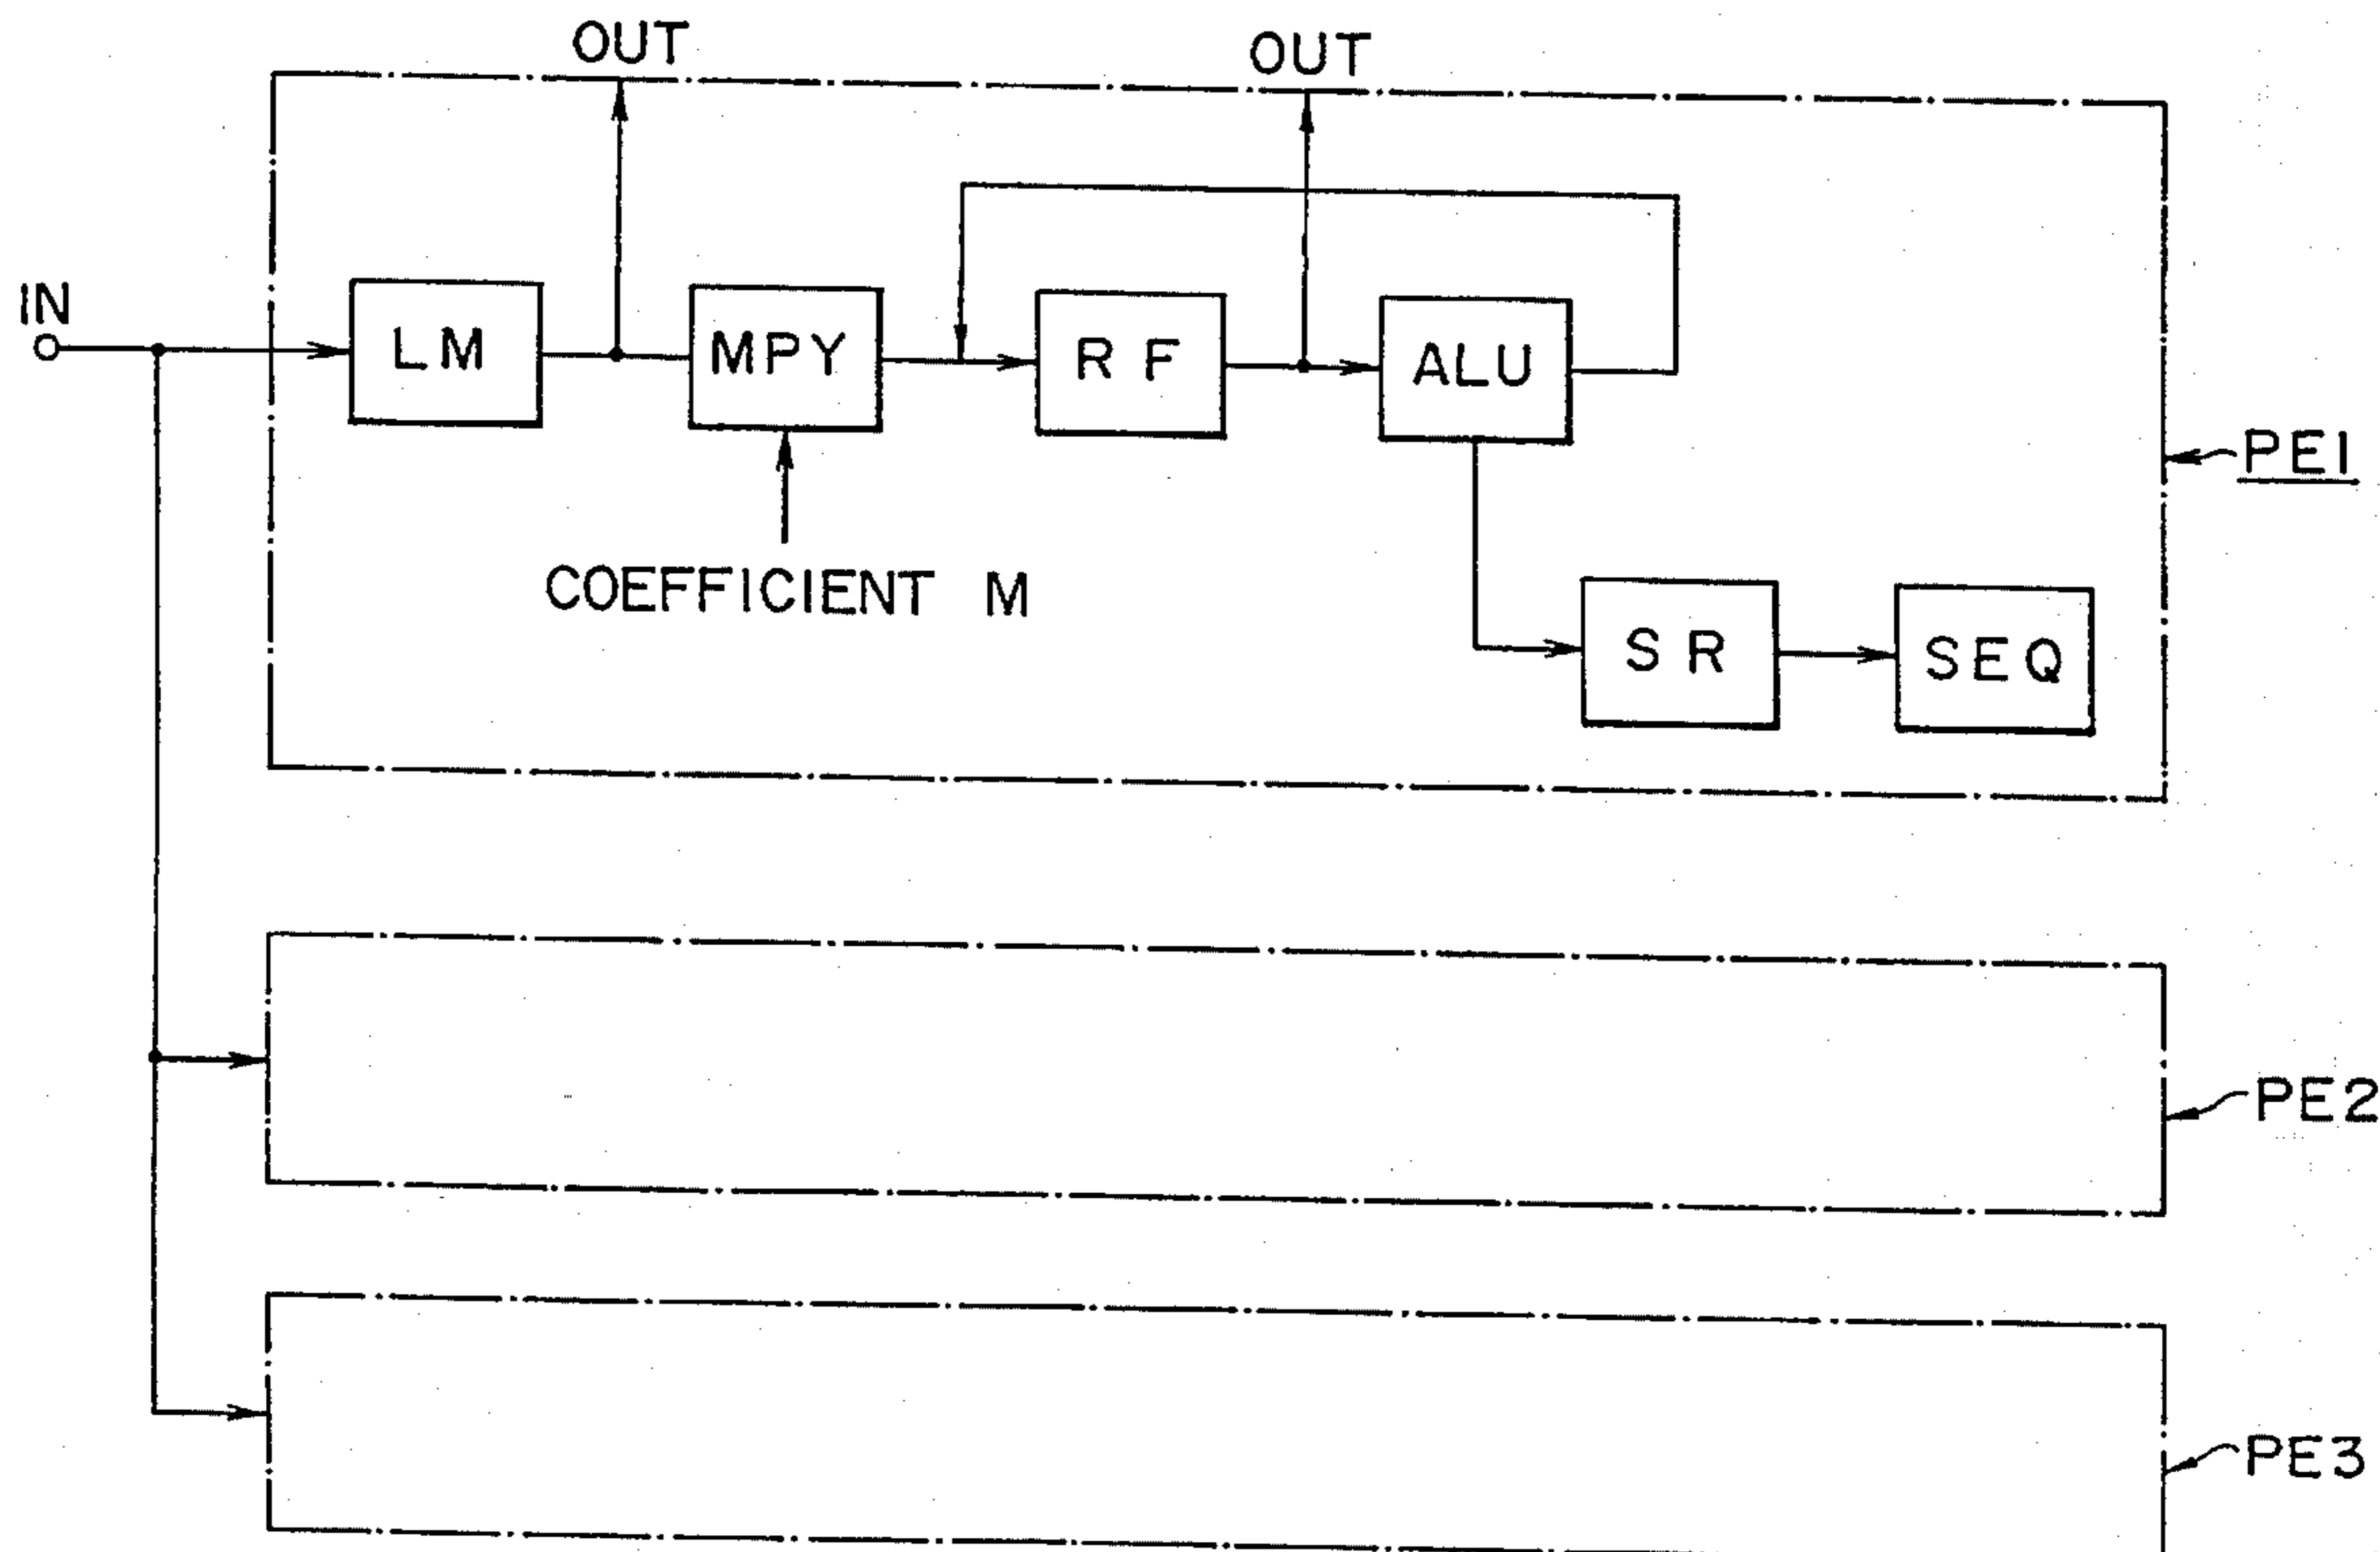 OUT
OUT
IN
LM
MPY
RF
ALU
PE1
COEFFICIENT M
SR
SEQ
PE2
PE3